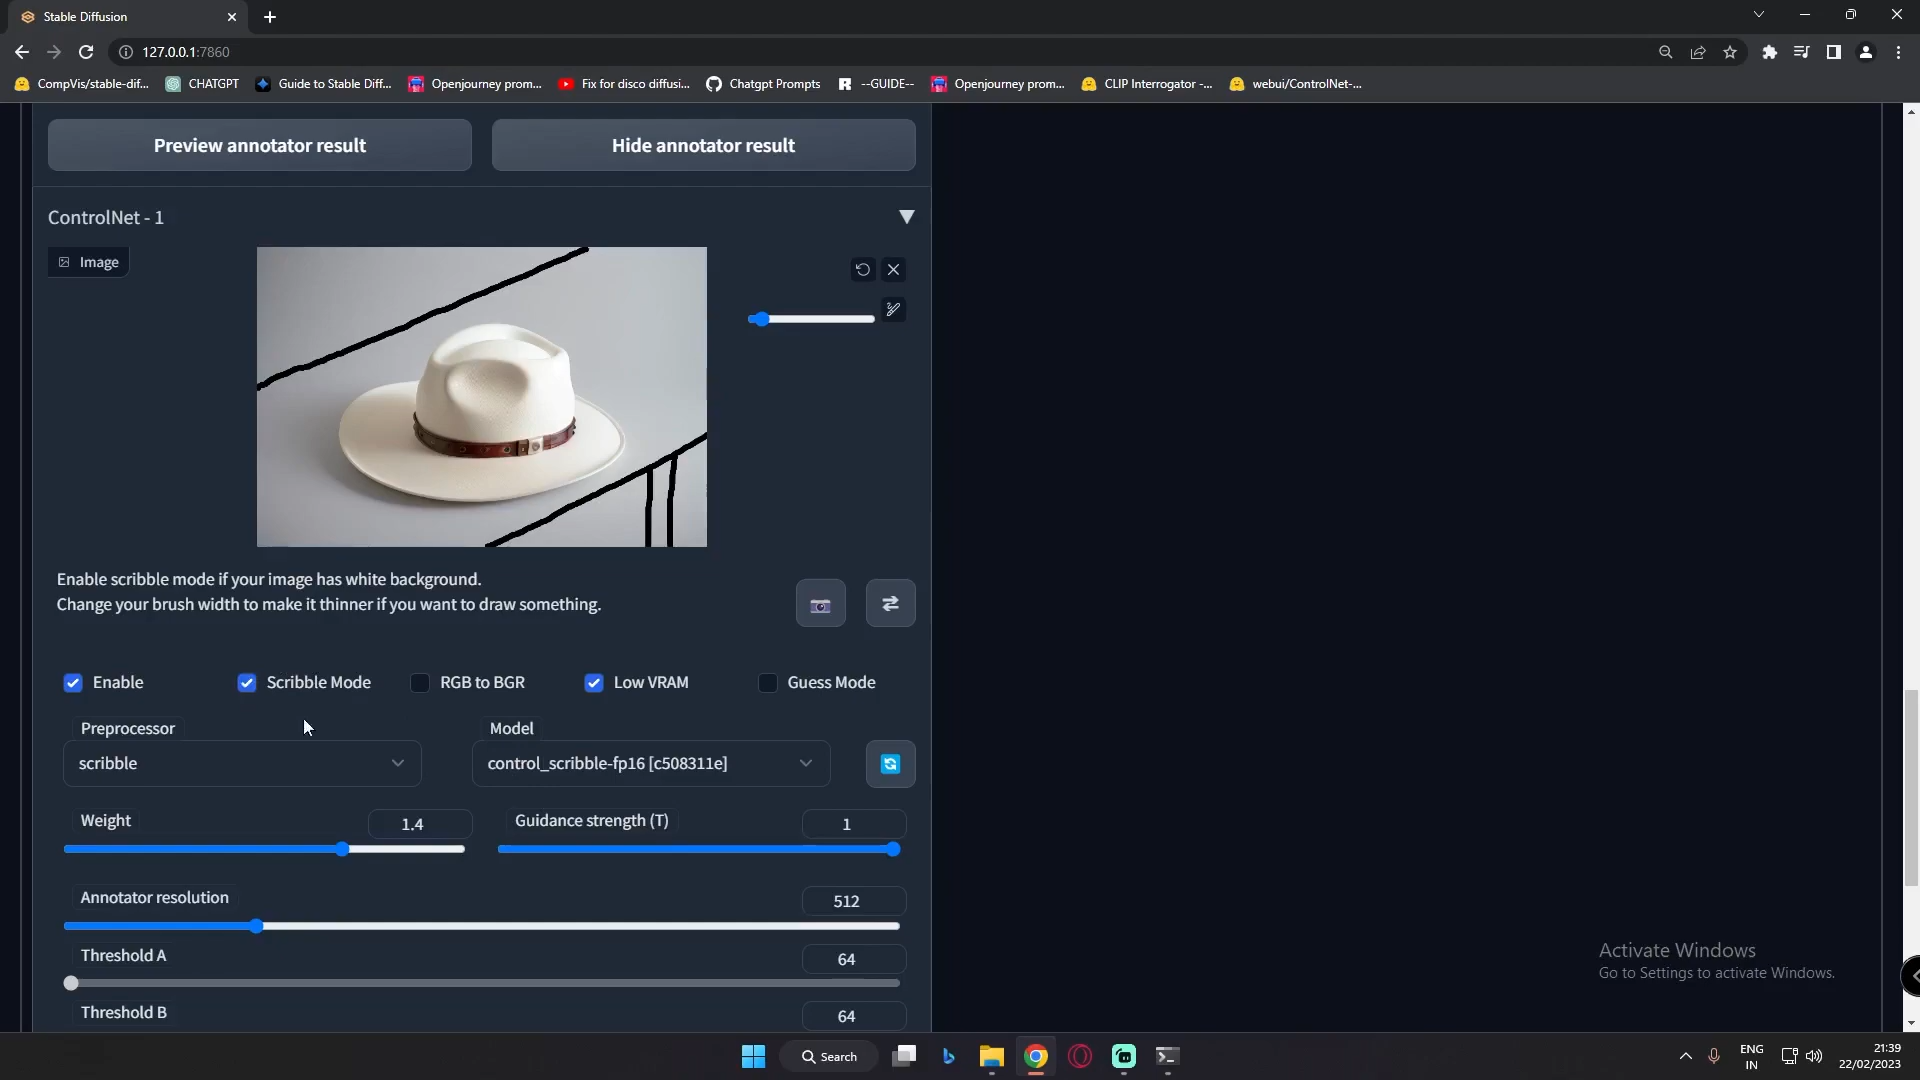 Stable Diffusion
127.0.0.1:7860
CompVis/stable-dif... CHATGPT Guide to Stable Diff... Openjourney prom... Fix for disco diffusi... Chatgpt Prompts --GUIDE-- Openjourney prom... CLIP Interrogator -... webui/ControlNet-...
Preview annotator result Hide annotator result
ControlNet - 1
Image
Enable scribble mode if your image has white background.
Change your brush width to make it thinner if you want to draw something.
Enable Scribble Mode RGB to BGR Low VRAM Guess Mode
Preprocessor Model
scribble control_scribble-fp16 [c508311e]
Weight 1.4 Guidance strength (T) 1
Annotator resolution 512
Threshold A 64
Threshold B 64
Activate Windows
Go to Settings to activate Windows.
Search
ENG
IN
21:39
22/02/2023